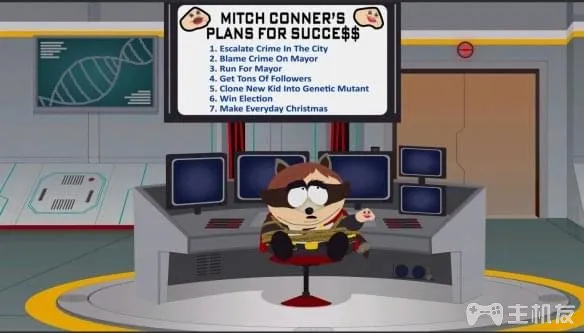 MITCH CONNER'S
PLANS FOR SUCCE$$
1. Escalate Crime In The City
2. Blame Crime On Mayor
3. Run For Mayor
4. Get Tons Of Followers
5. Clone New Kid Into Genetic Mutant
6. Win Election
7. Make Everyday Christmas
主机友